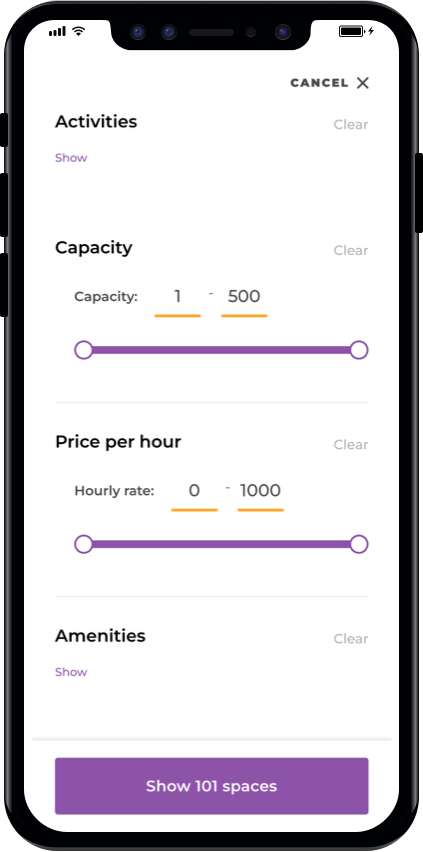 CANCEL
Activities Clear
Show
Capacity Clear
Capacity: 1 - 500
Price per hour Clear
Hourly rate: 0 - 1000
Amenities Clear
Show
Show 101 spaces